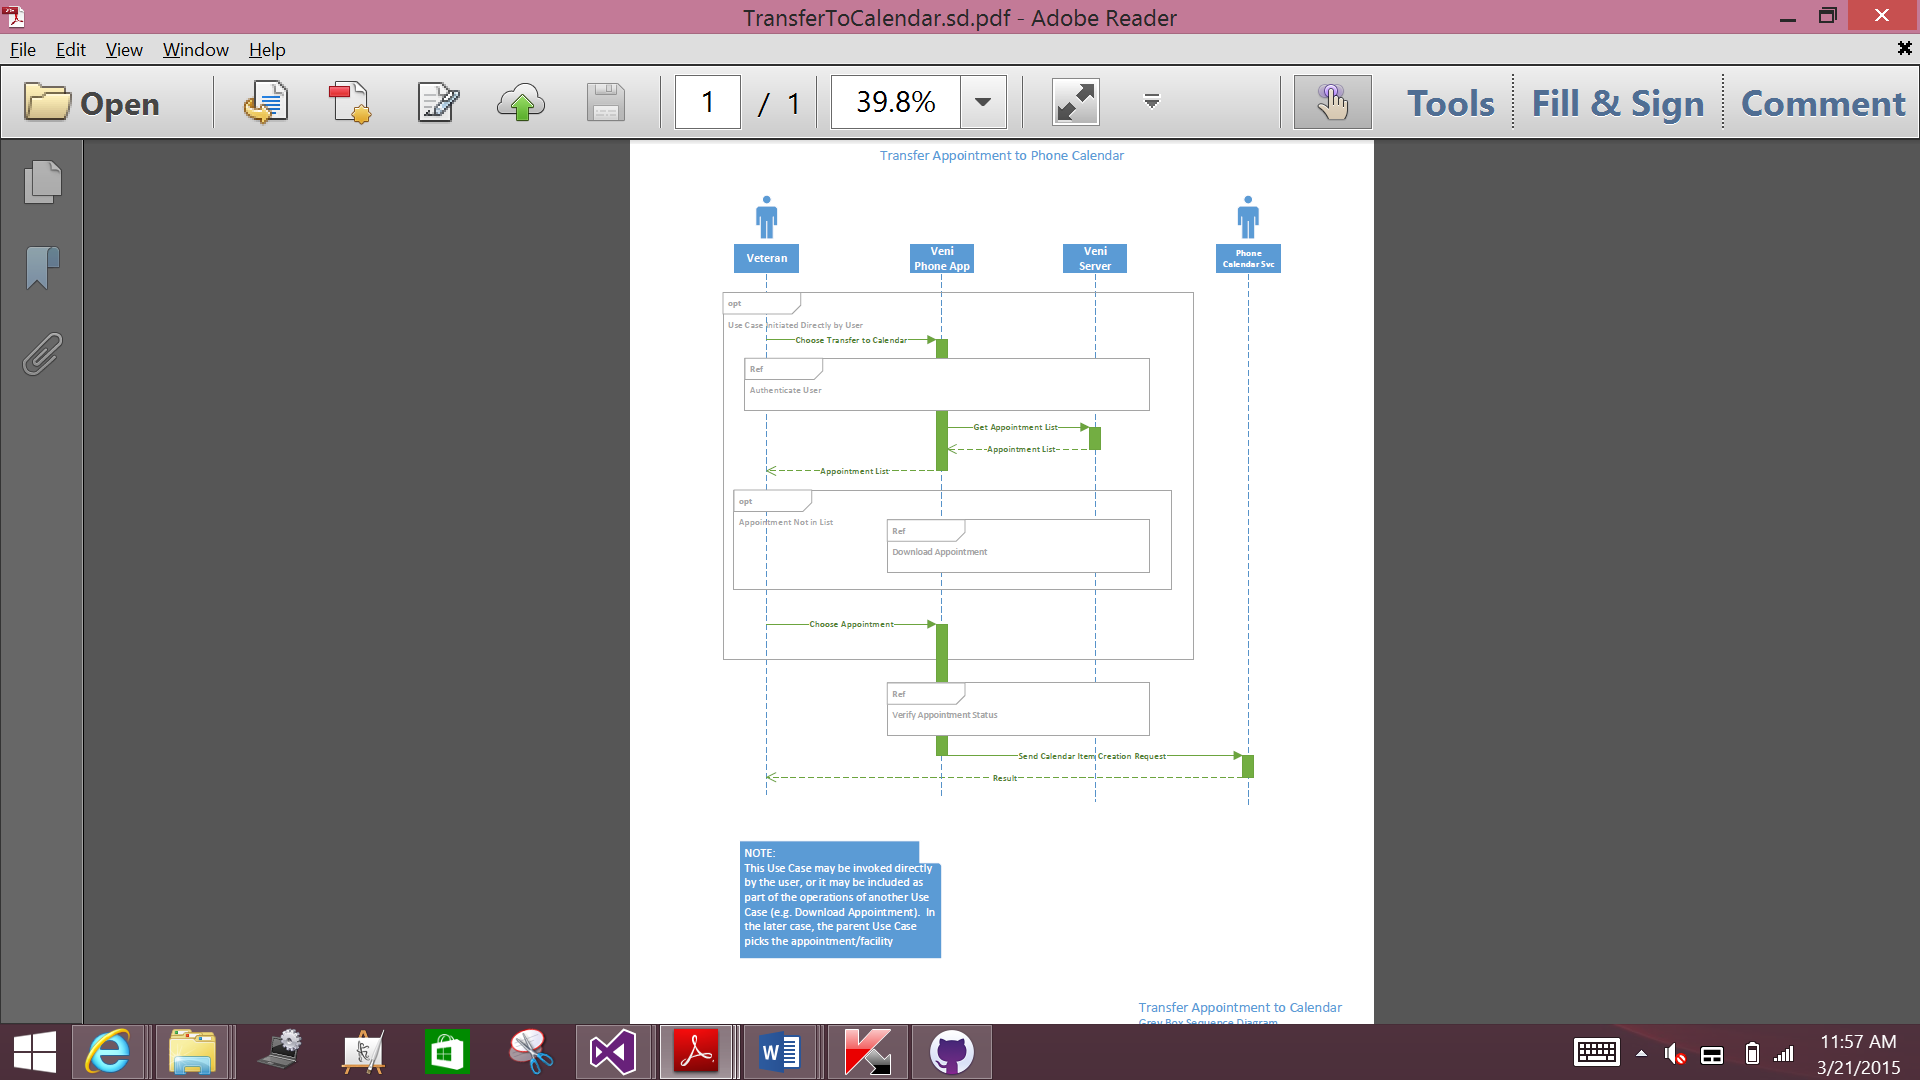 TransferToCalendar.sd.pdf - Adobe Reader
File Edit View Window Help
Open
1 / 1
39.8%
Tools
Fill & Sign
Comment
Transfer Appointment to Phone Calendar
Veteran
Veni
Phone App
Veni
Server
Phone
Calendar Svc
opt
Use Case Initiated Directly by User
Choose Transfer to Calendar
Ref
Authenticate User
Get Appointment List
Appointment List
Appointment List
opt
Appointment Not in List
Ref
Download Appointment
Choose Appointment
Ref
Verify Appointment Status
Send Calendar Item Creation Request
Result
NOTE:
This Use Case may be invoked directly
by the user, or it may be included as
part of the operations of another Use
Case (e.g. Download Appointment). In
the later case, the parent Use Case
picks the appointment/facility
Transfer Appointment to Calendar
Grey Box Sequence Diagram
11:57 AM
3/21/2015